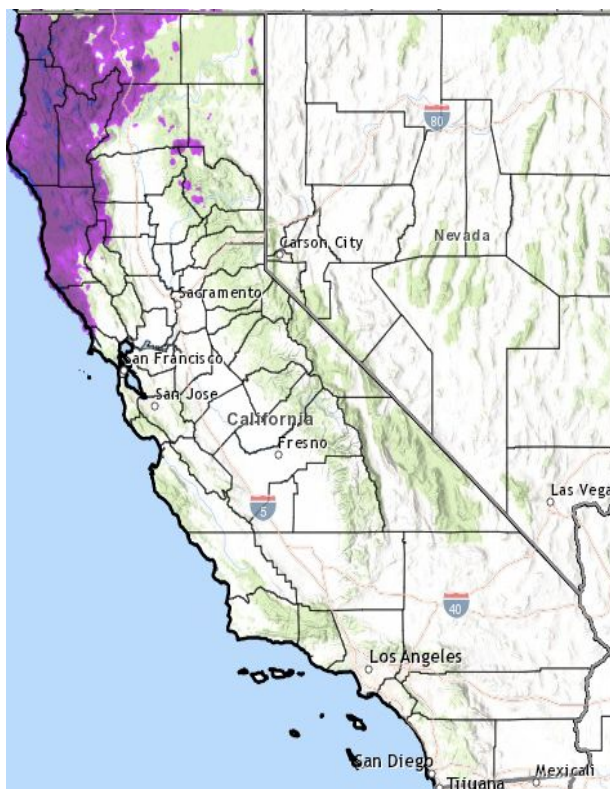 80
Nevada
Carson City
Sacramento
San Francisco
San Jose
California
Fresno
Las Vega
5
40
Los Angeles
San Diego
Mexicali
Tijuana